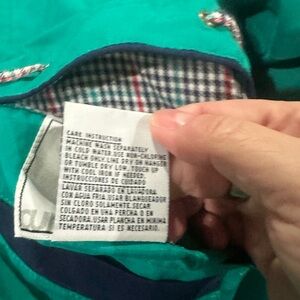 CARE INSTRUCTION
MACHINE WASH SEPARATELY
IN COLD WATER.USE NON-CHLORINE
BLEACH ONLY.LINE DRY ON HANGER
OR TUMBLE DRY LOW. TOUCH UP
WITH COOL IRON IF NEEDED.
INSTRUCCIONES DE CUIDADO
LAVAR SEPARADO EN LAVADORA
CON AGUA FRIA.USAR BLANQUEADOR
SIN CLORO SOLAMENTE.SECAR
COLGADO EN UNA PERCHA O EN
SECADORA.USAR PLANCHA EN MINIMA
TEMPERATURA SI ES NECESARIO.